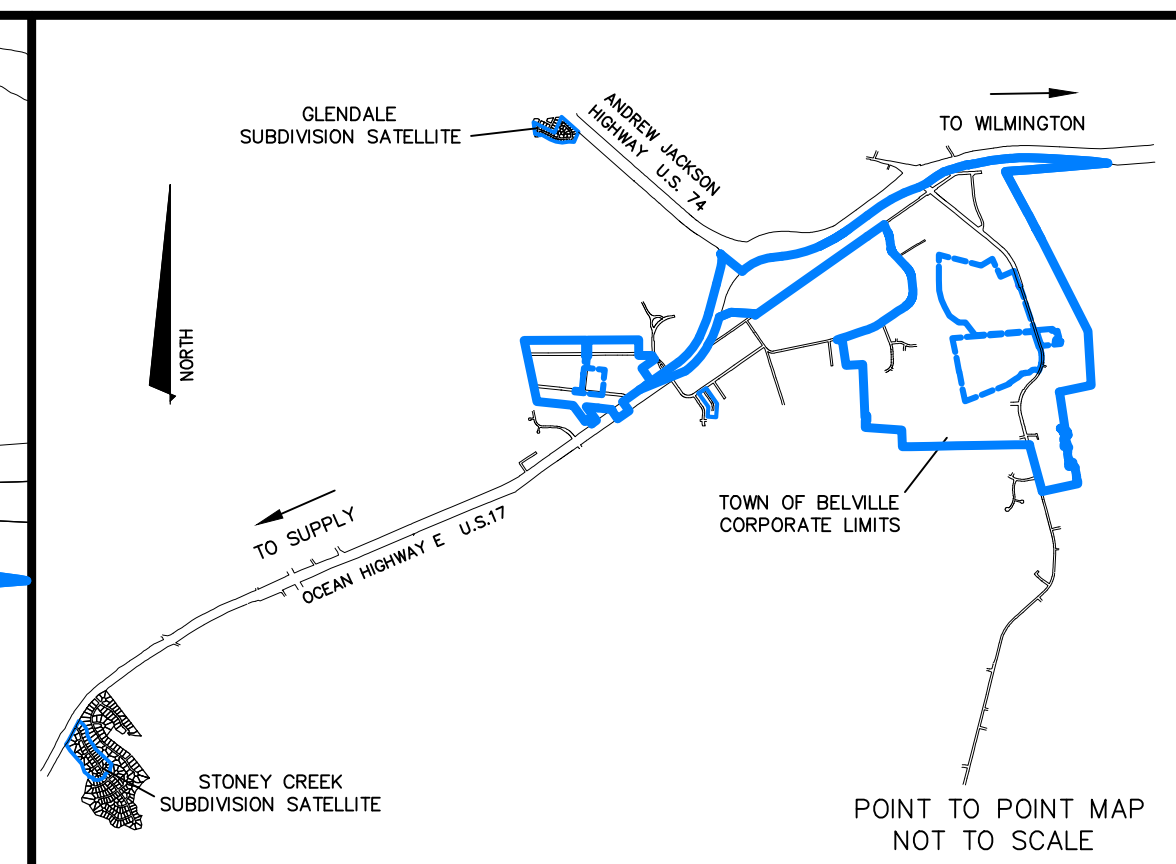 GLENDALE
SUBDIVISION SATELLITE
ANDREW JACKSON
HIGHWAY U.S. 74
TO WILMINGTON
NORTH
TOWN OF BELVILLE
CORPORATE LIMITS
TO SUPPLY
OCEAN HIGHWAY E U.S.17
STONEY CREEK
SUBDIVISION SATELLITE
POINT TO POINT MAP
NOT TO SCALE